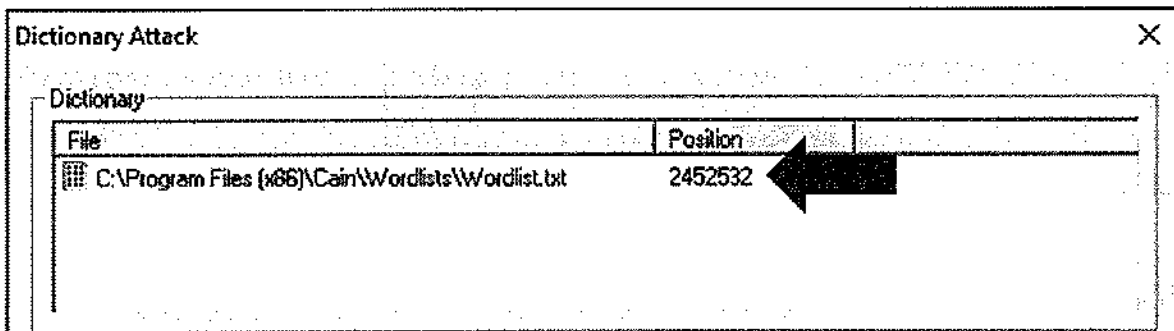 Dictionary Attack
Dictionary
File Position
C:\Program Files (x86)\Cain\Wordlists\Wordlist.txt 2452532